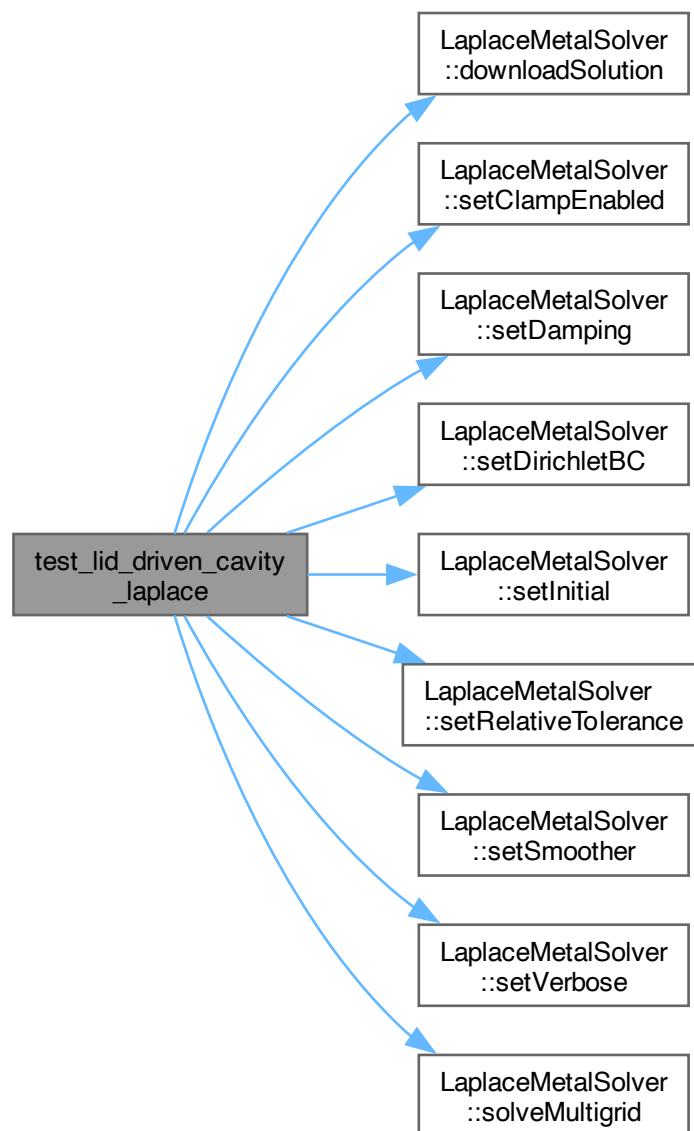 LaplaceMetalSolver
::downloadSolution
LaplaceMetalSolver
::setClampEnabled
LaplaceMetalSolver
::setDamping
LaplaceMetalSolver
::setDirichletBC
test_lid_driven_cavity
_laplace
LaplaceMetalSolver
::setInitial
LaplaceMetalSolver
::setRelativeTolerance
LaplaceMetalSolver
::setSmoother
LaplaceMetalSolver
::setVerbose
LaplaceMetalSolver
::solveMultigrid